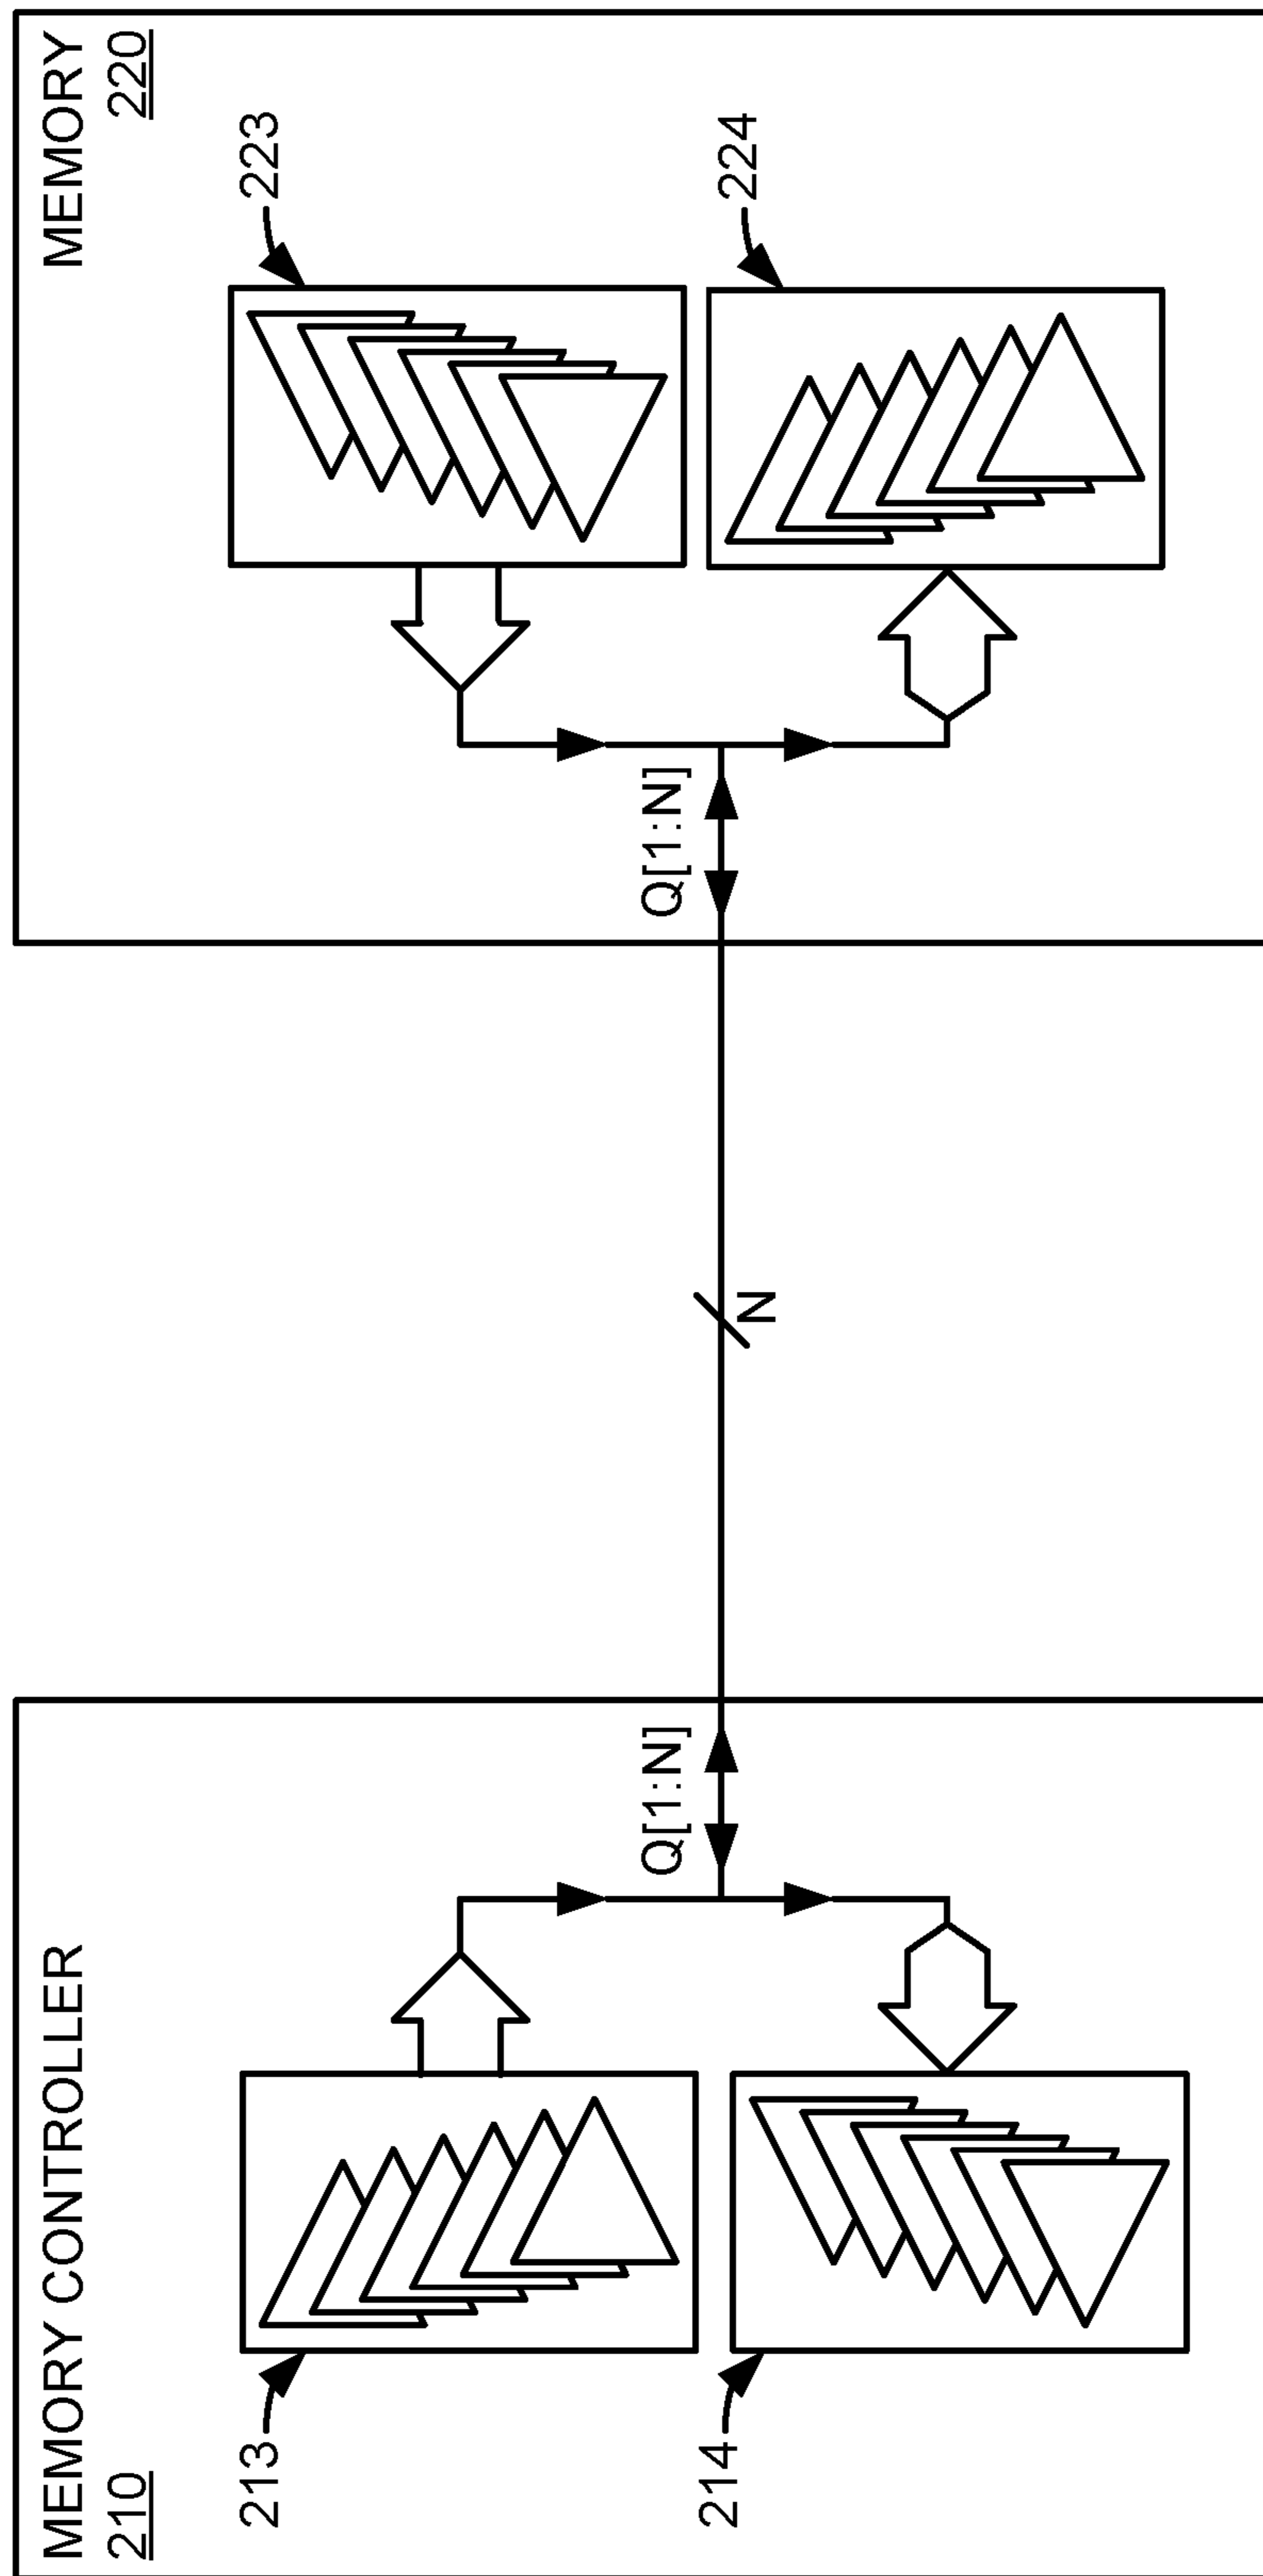 MEMORY CONTROLLER
210
213
214
Q[1:N]
N
Q[1:N]
MEMORY
220
223
224